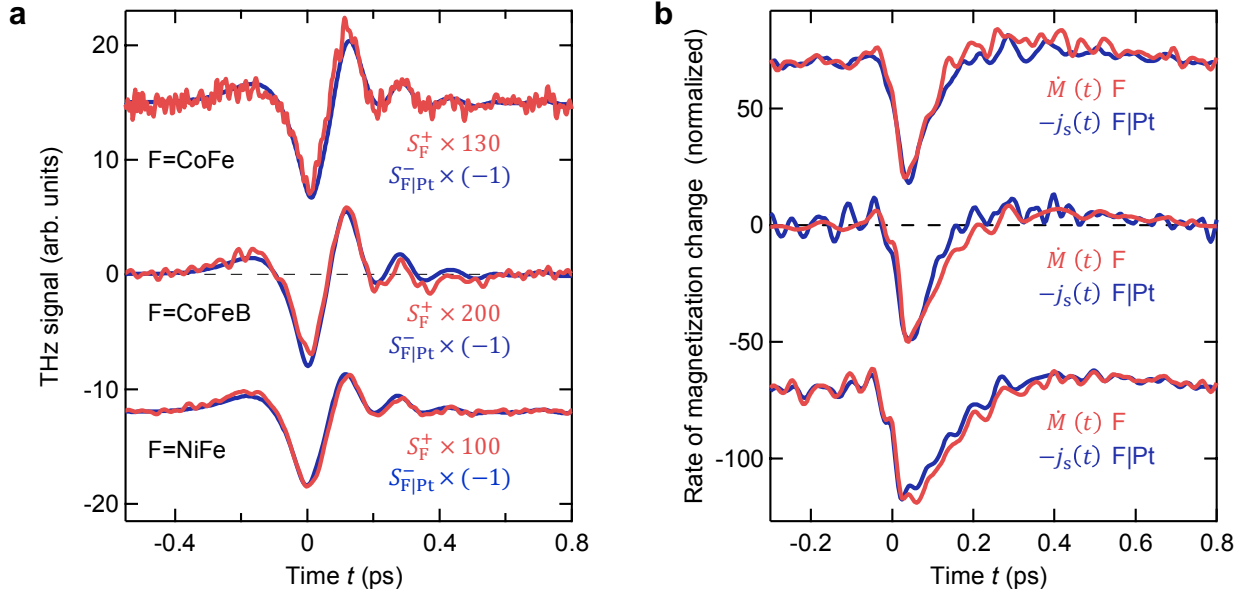 a
THz signal (arb. units)
20
10
0
-10
-20
F=CoFe
S_F^+ × 130
S_{F|Pt}^- × (−1)
F=CoFeB
S_F^+ × 200
S_{F|Pt}^- × (−1)
F=NiFe
S_F^+ × 100
S_{F|Pt}^- × (−1)
-0.4
0
0.4
0.8
Time t (ps)
b
Rate of magnetization change (normalized)
50
0
-50
-100
Ṁ (t) F
−j_s(t) F|Pt
Ṁ (t) F
−j_s(t) F|Pt
Ṁ (t) F
−j_s(t) F|Pt
-0.2
0
0.2
0.4
0.6
0.8
Time t (ps)